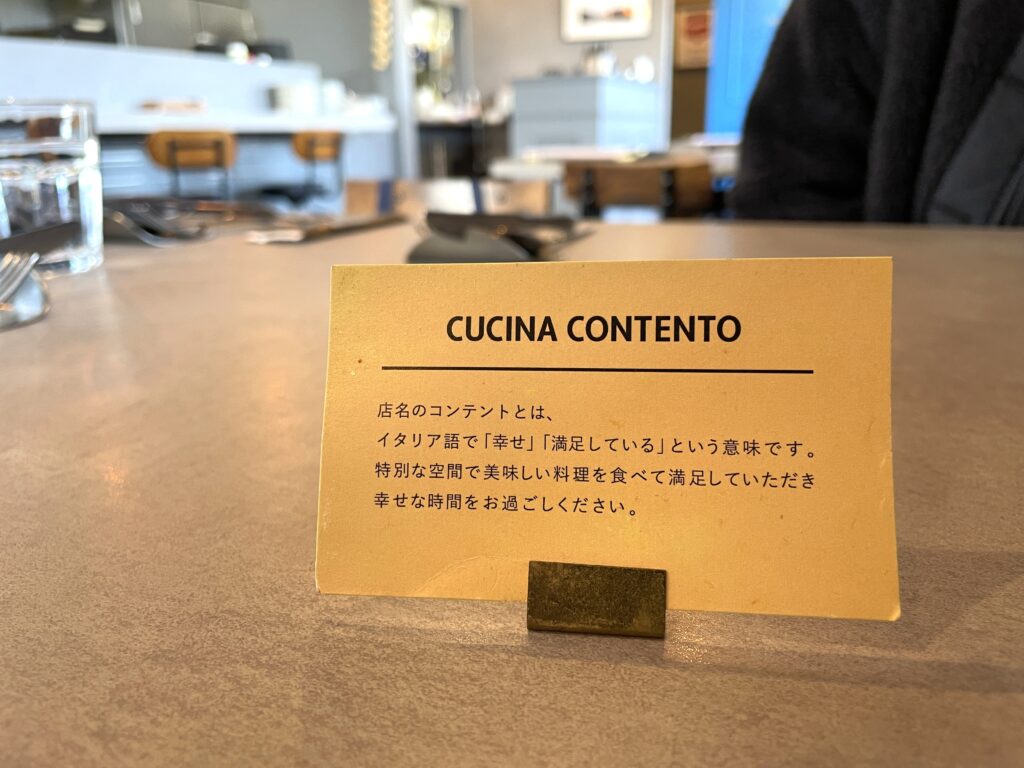 CUCINA CONTENTO
店名のコンテントとは、
イタリア語で「幸せ」「満足している」という意味です。
特別な空間で美味しい料理を食べて満足していただき
幸せな時間をお過ごしください。